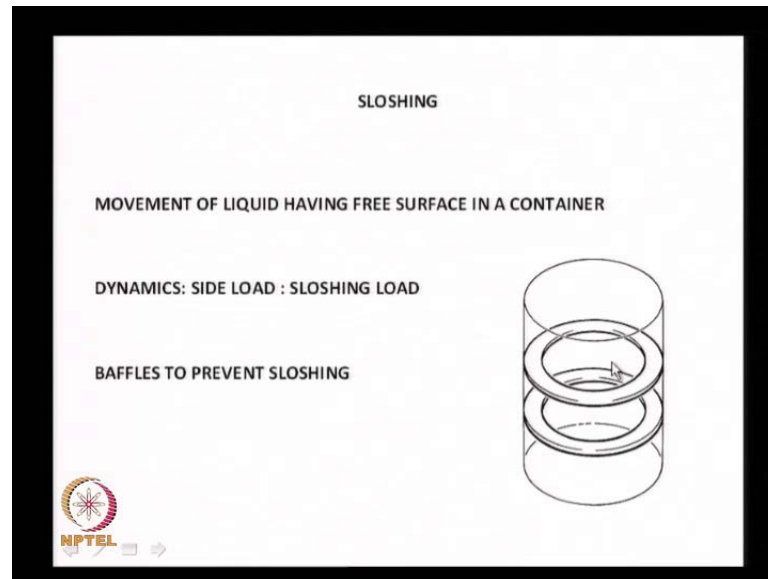 SLOSHING
MOVEMENT OF LIQUID HAVING FREE SURFACE IN A CONTAINER
DYNAMICS: SIDE LOAD : SLOSHING LOAD
BAFFLES TO PREVENT SLOSHING
NPTEL